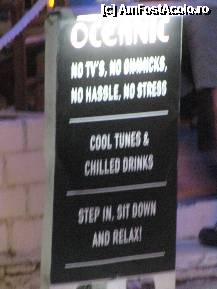 [c] AmFostAcolo.ro
OCEANIC
NO TV'S, NO GIMMICKS,
NO HASSLE, NO STRESS
COOL TUNES &
CHILLED DRINKS
STEP IN, SIT DOWN
AND RELAX!